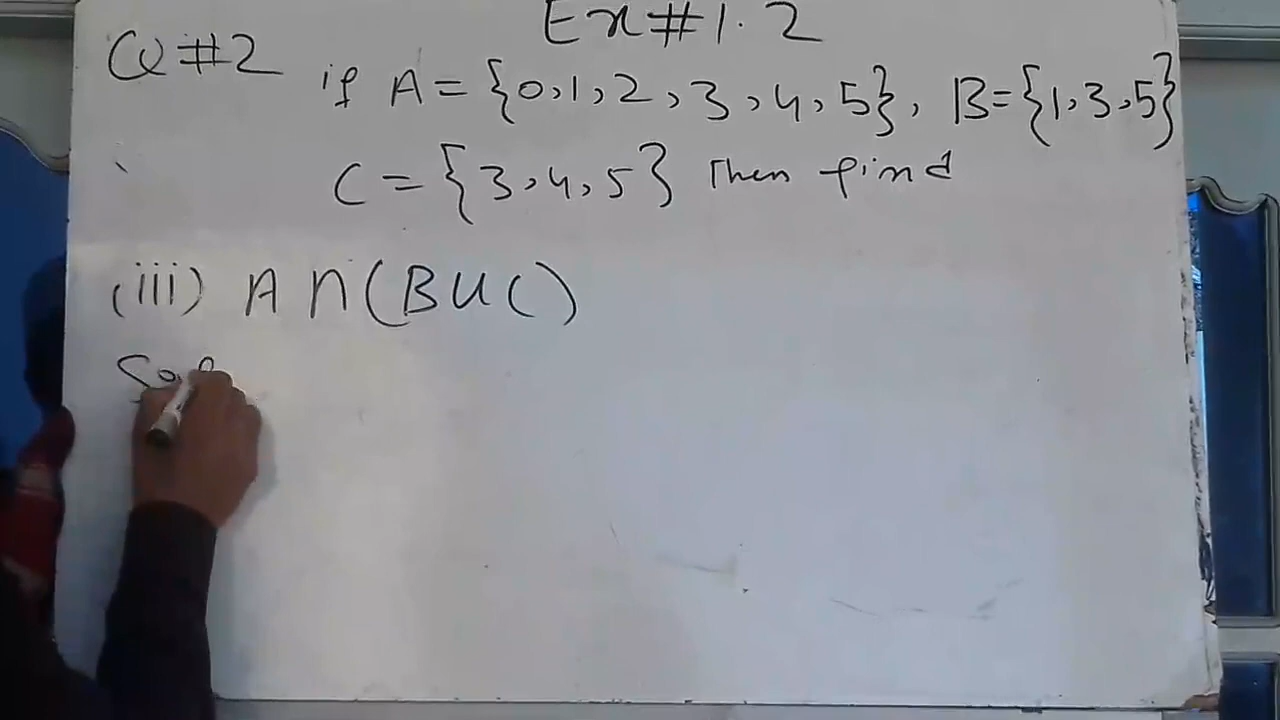 Ex#1.2
Q#2 if A={0,1,2,3,4,5}, B={1,3,5}
C={3,4,5} Then find
(iii) A∩(B∪C)
Sol